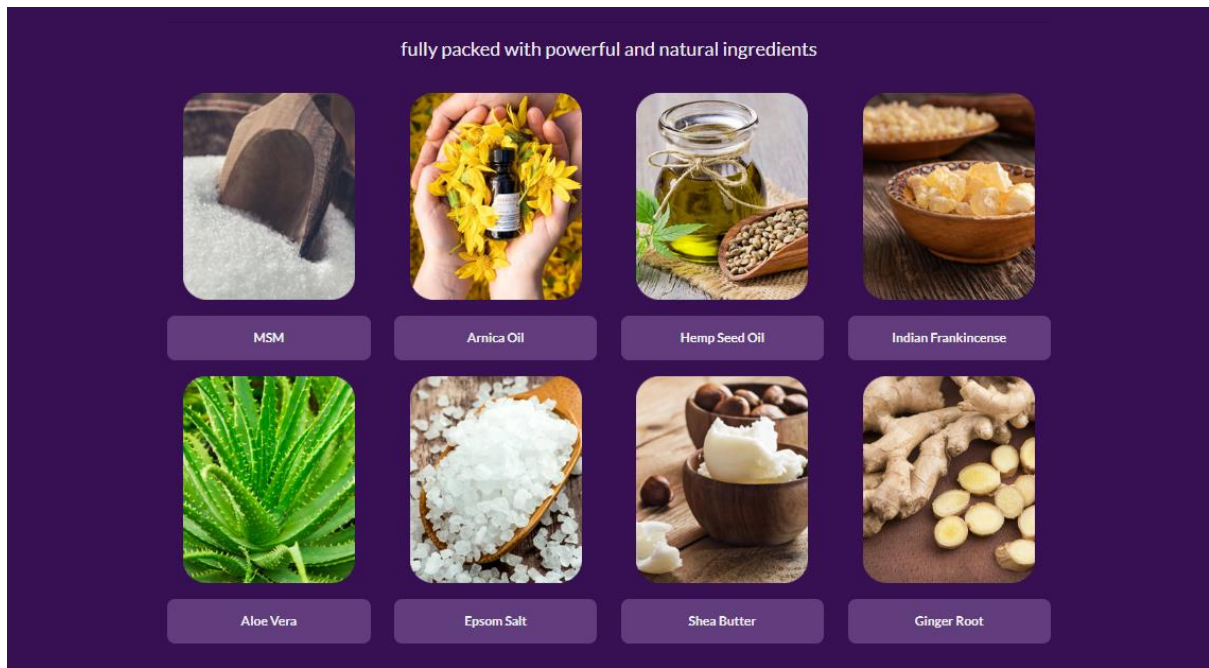 fully packed with powerful and natural ingredients
MSM
Arnica Oil
Hemp Seed Oil
Indian Frankincense
Aloe Vera
Epsom Salt
Shea Butter
Ginger Root